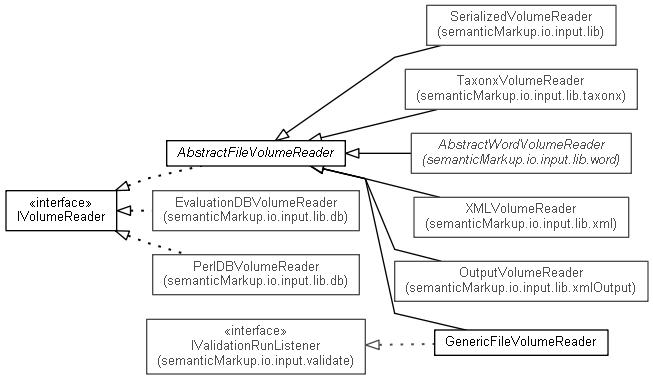 SerializedVolumeReader
(semanticMarkup.io.input.lib)
TaxonxVolumeReader
(semanticMarkup.io.input.lib.taxonx)
AbstractFileVolumeReader
AbstractWordVolumeReader
(semanticMarkup.io.input.lib.word)
«interface»
IVolumeReader
EvaluationDBVolumeReader
(semanticMarkup.io.input.lib.db)
XMLVolumeReader
(semanticMarkup.io.input.lib.xml)
PerlDBVolumeReader
(semanticMarkup.io.input.lib.db)
OutputVolumeReader
(semanticMarkup.io.input.lib.xmlOutput)
«interface»
IValidationRunListener
(semanticMarkup.io.input.validate)
GenericFileVolumeReader